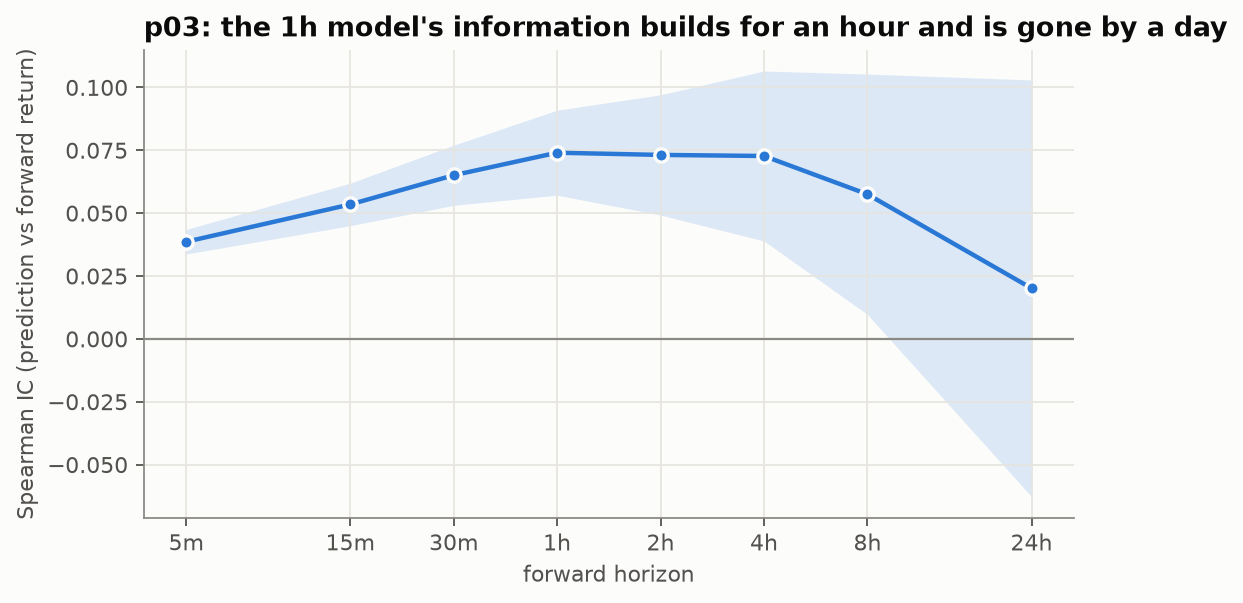 p03: the 1h model's information builds for an hour and is gone by a day
Spearman IC (prediction vs forward return)
0.100
0.075
0.050
0.025
0.000
−0.025
−0.050
5m 15m 30m 1h 2h 4h 8h 24h
forward horizon